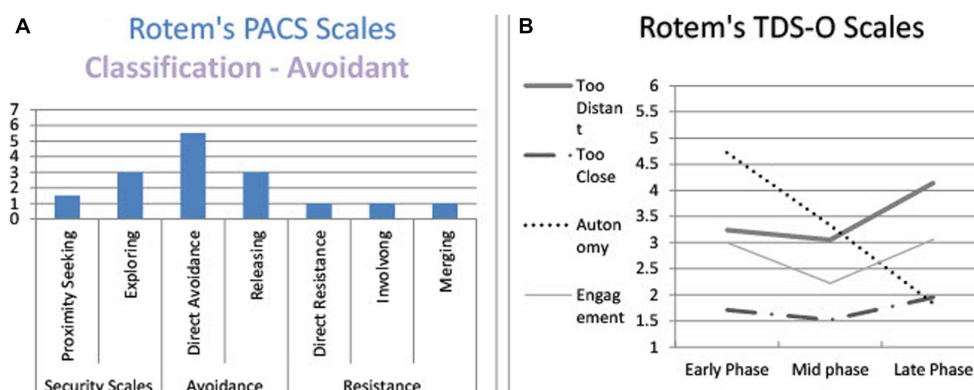 A
Rotem's PACS Scales
Classification - Avoidant
7
6
5
4
3
2
1
0
Proximity Seeking
Exploring
Direct Avoidance
Releasing
Direct Resistance
Involvong
Merging
Security Scales
Avoidance
Resistance
B
Rotem's TDS-O Scales
Too
Distan
t
Too
Close
Auton
omy
Engag
ement
6
5.5
5
4.5
4
3.5
3
2.5
2
1.5
1
Early Phase
Mid phase
Late Phase